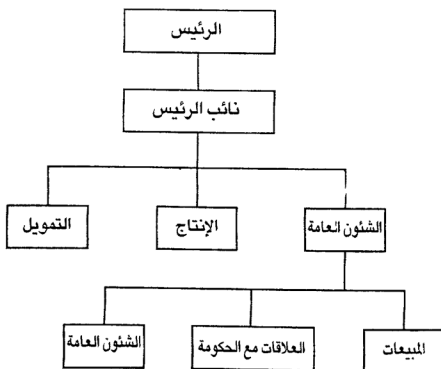 الرئيس
نائب الرئيس
الشئون العامة
الإنتاج
التمويل
المبيعات
العلاقات مع الحكومة
الشئون العامة